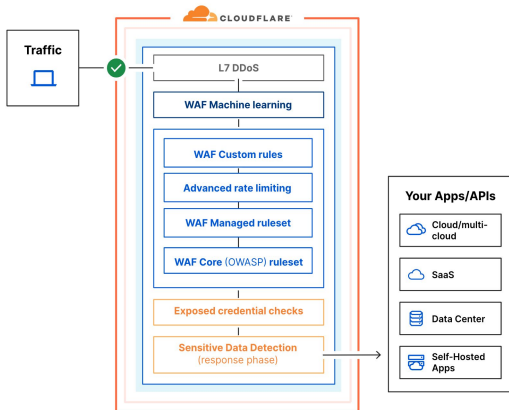 CLOUDFLARE
Traffic
L7 DDoS
WAF Machine learning
WAF Custom rules
Advanced rate limiting
WAF Managed ruleset
WAF Core (OWASP) ruleset
Exposed credential checks
Sensitive Data Detection
(response phase)
Your Apps/APIs
Cloud/multi-
cloud
SaaS
Data Center
Self-Hosted
Apps